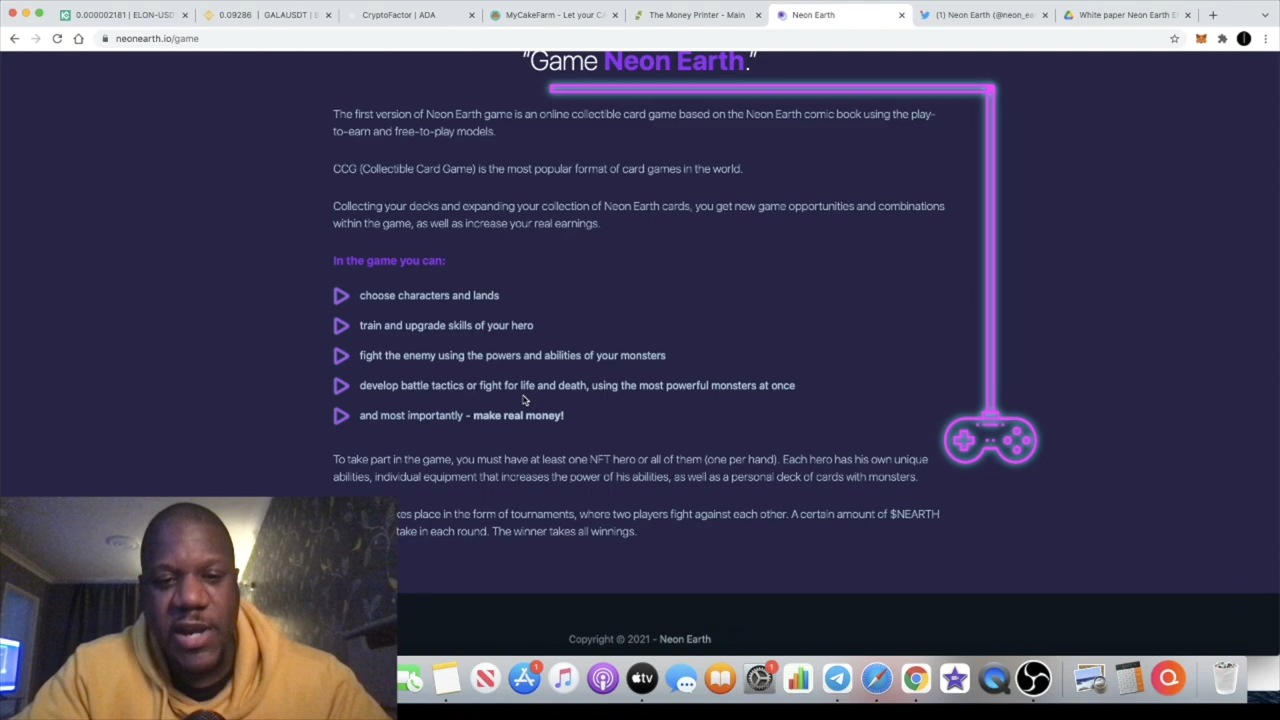 0.000002181 | ELON-USD
0.09286 | GALAUSDT | B
CryptoFactor | ADA
MyCakeFarm - Let your CA
The Money Printer - Main
Neon Earth
(1) Neon Earth (@neon_ea
White paper Neon Earth E
neonearth.io/game
"Game Neon Earth."
The first version of Neon Earth game is an online collectible card game based on the Neon Earth comic book using the play-
to-earn and free-to-play models.
CCG (Collectible Card Game) is the most popular format of card games in the world.
Collecting your decks and expanding your collection of Neon Earth cards, you get new game opportunities and combinations
within the game, as well as increase your real earnings.
In the game you can:
choose characters and lands
train and upgrade skills of your hero
fight the enemy using the powers and abilities of your monsters
develop battle tactics or fight for life and death, using the most powerful monsters at once
and most importantly - make real money!
To take part in the game, you must have at least one NFT hero or all of them (one per hand). Each hero has his own unique
abilities, individual equipment that increases the power of his abilities, as well as a personal deck of cards with monsters.
kes place in the form of tournaments, where two players fight against each other. A certain amount of $NEARTH
take in each round. The winner takes all winnings.
Copyright © 2021 - Neon Earth
1
tv
1